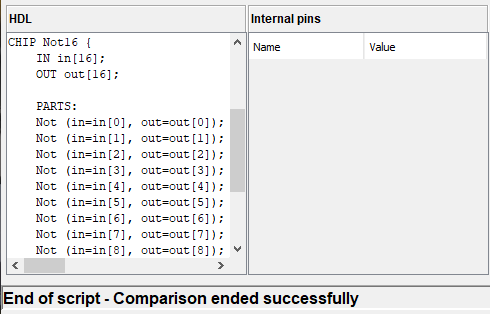 HDL
CHIP Not16 {
IN in[16];
OUT out[16];
PARTS:
Not (in=in[0], out=out[0]);
Not (in=in[1], out=out[1]);
Not (in=in[2], out=out[2]);
Not (in=in[3], out=out[3]);
Not (in=in[4], out=out[4]);
Not (in=in[5], out=out[5]);
Not (in=in[6], out=out[6]);
Not (in=in[7], out=out[7]);
Not (in=in[8], out=out[8]);
Internal pins
Name Value
End of script - Comparison ended successfully